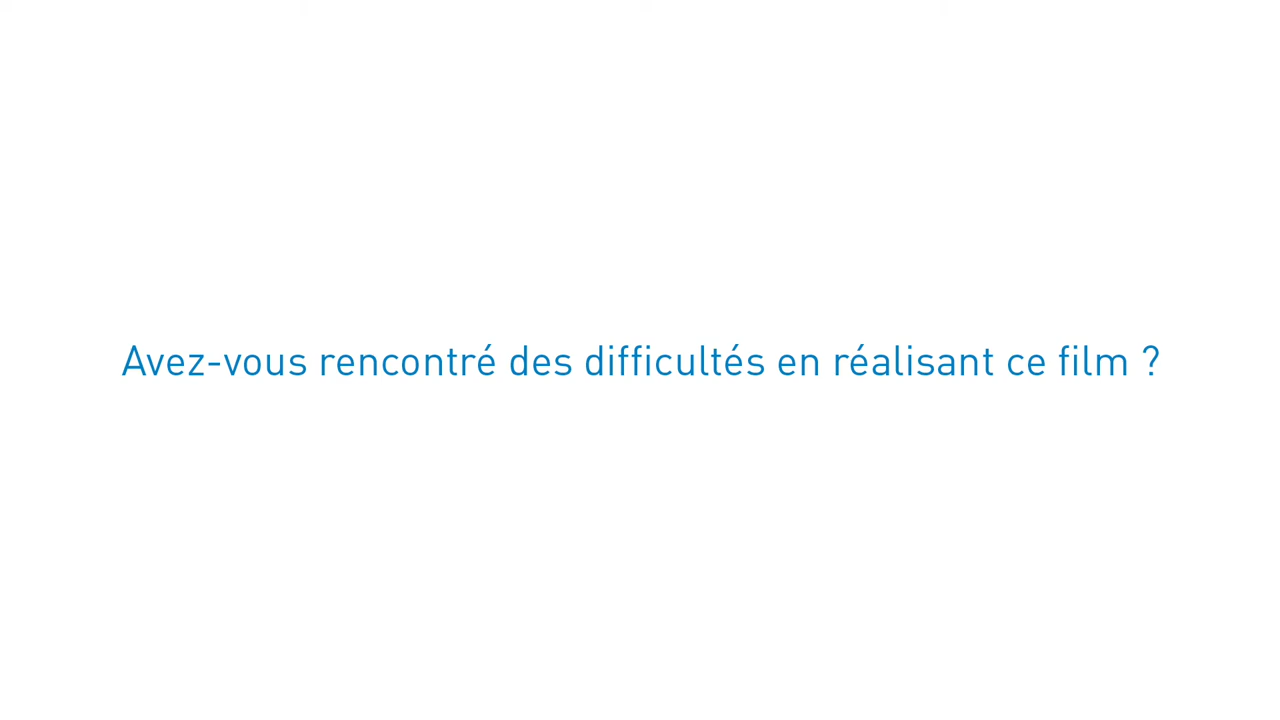 Avez-vous rencontré des difficultés en réalisant ce film ?